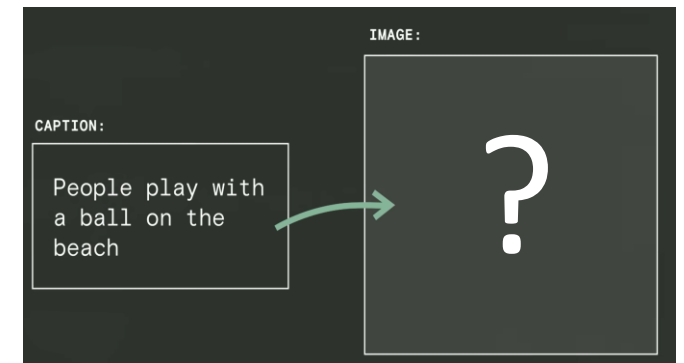 IMAGE:
CAPTION:
People play with
a ball on the
beach
?